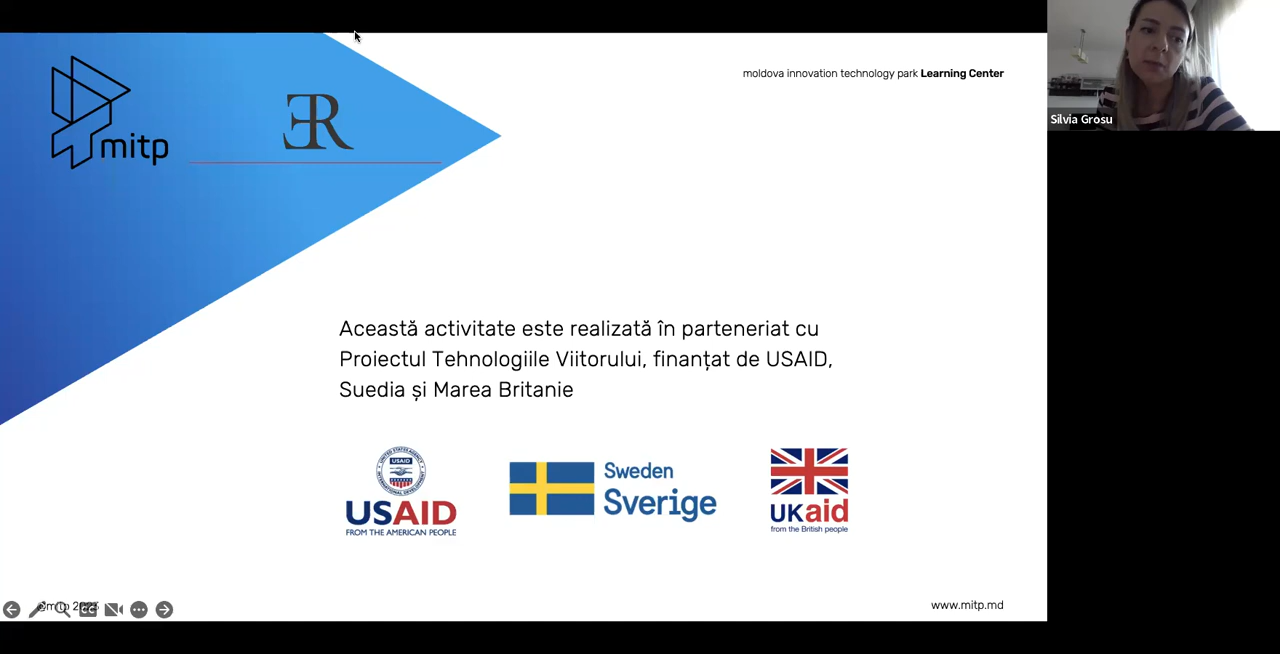 mitp
moldova innovation technology park Learning Center
Silvia Grosu
Această activitate este realizată în parteneriat cu
Proiectul Tehnologiile Viitorului, finanțat de USAID,
Suedia și Marea Britanie
USAID
USAID
FROM THE AMERICAN PEOPLE
Sweden
Sverige
UKaid
from the British people
www.mitp.md